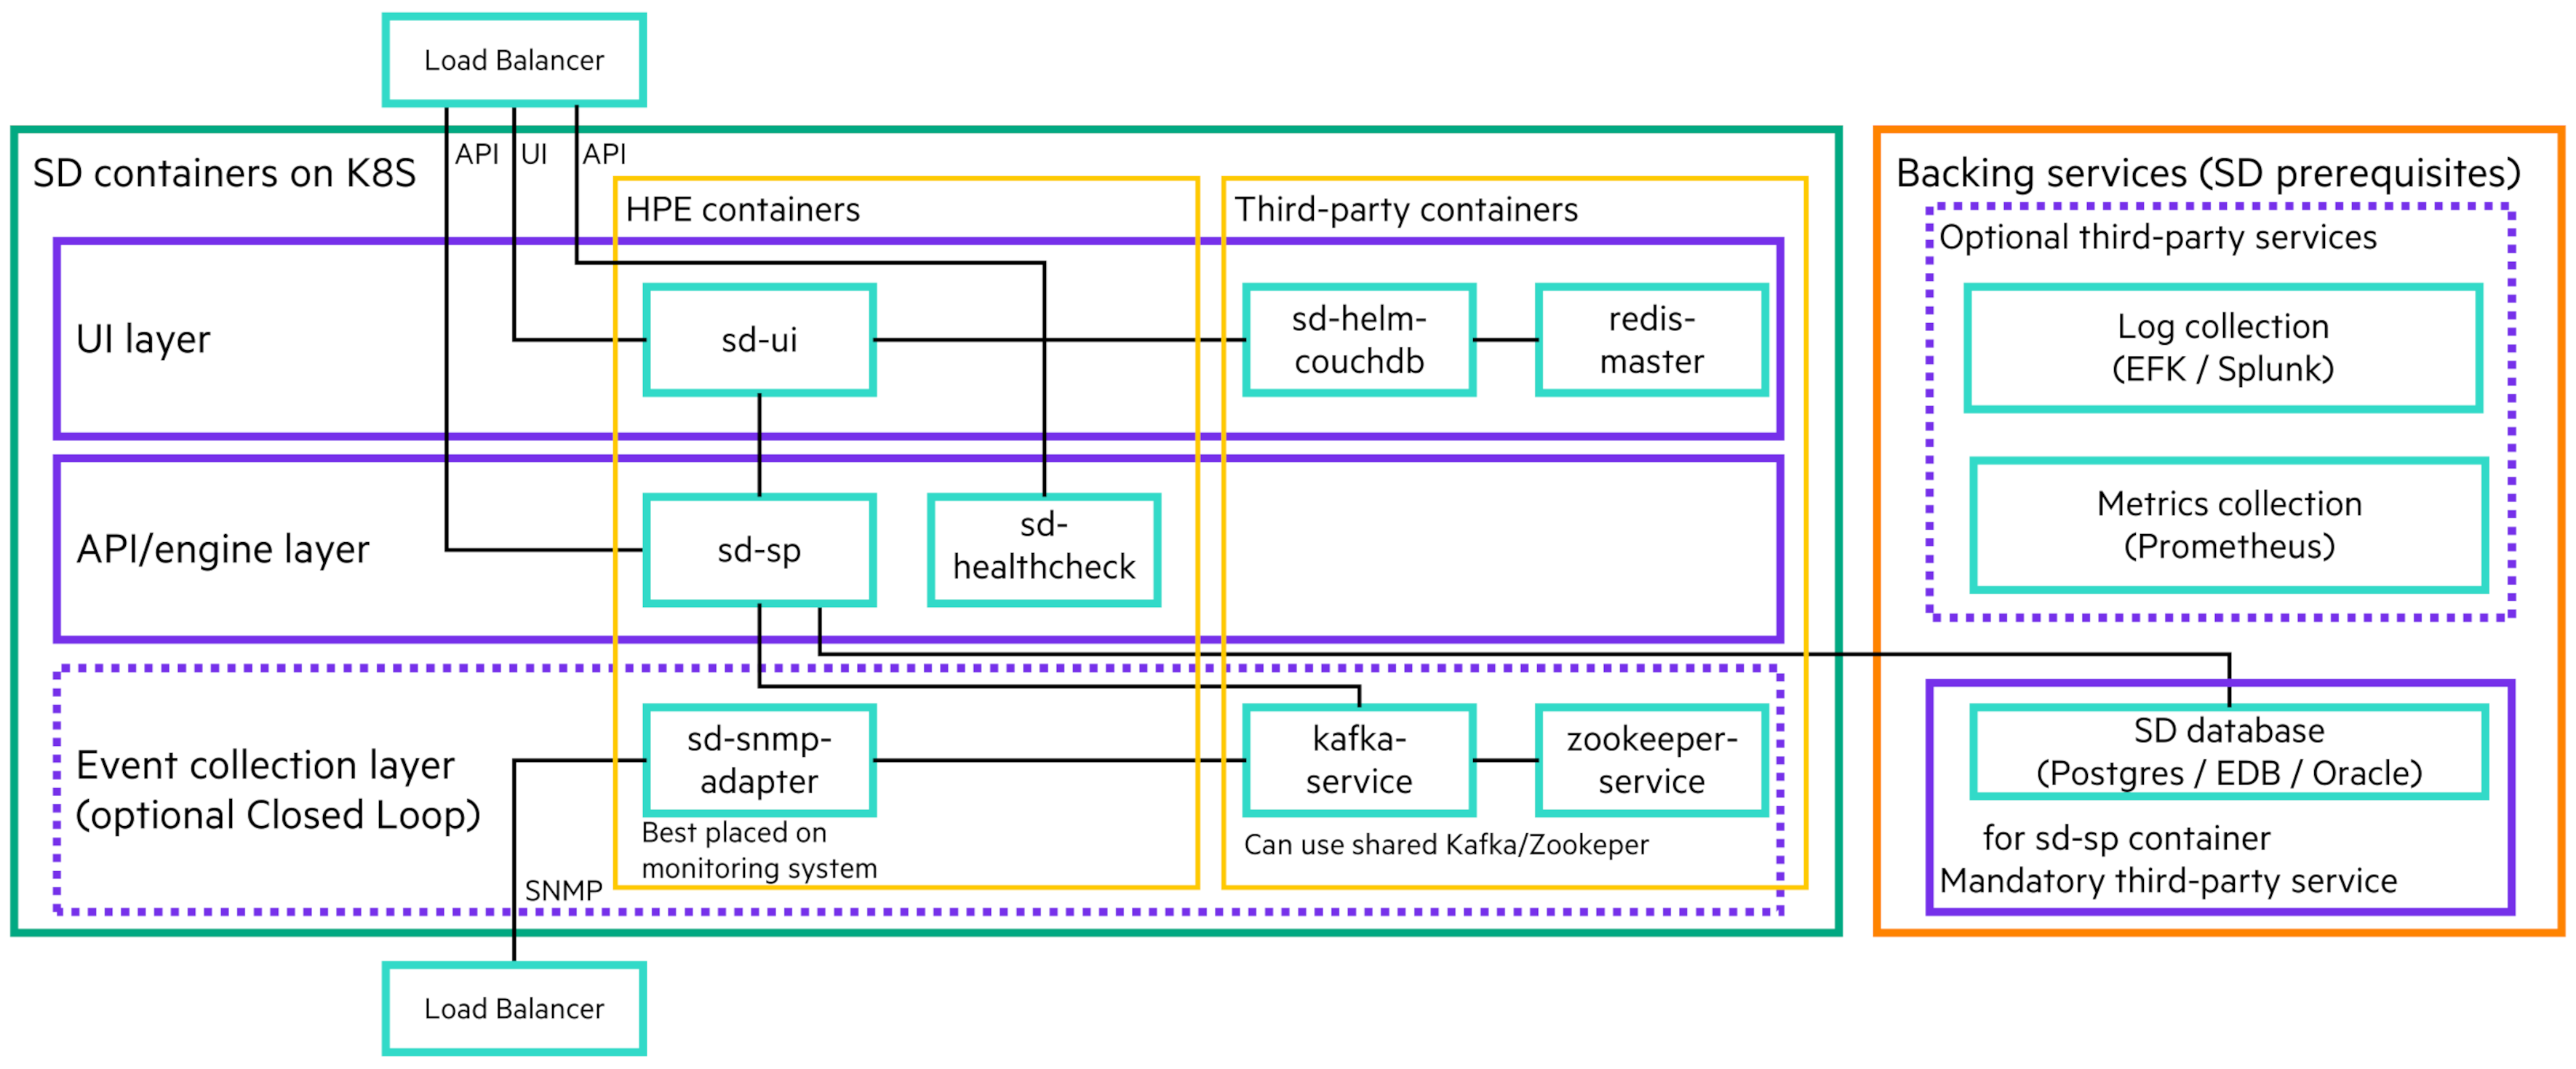 Load Balancer
API
UI
API
SD containers on K8S
HPE containers
Third-party containers
UI layer
sd-ui
sd-helm-
couchdb
redis-
master
API/engine layer
sd-sp
sd-
healthcheck
Event collection layer
(optional Closed Loop)
sd-snmp-
adapter
Best placed on
monitoring system
kafka-
service
zookeeper-
service
Can use shared Kafka/Zookeper
SNMP
Load Balancer
Backing services (SD prerequisites)
Optional third-party services
Log collection
(EFK / Splunk)
Metrics collection
(Prometheus)
SD database
(Postgres / EDB / Oracle)
for sd-sp container
Mandatory third-party service